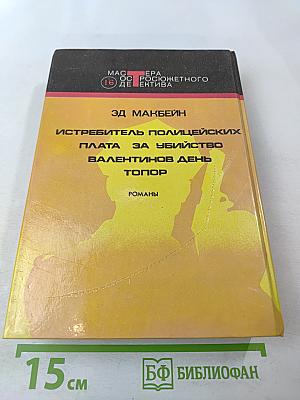 МАСТЕРА
16 ОСТРОСЮЖЕТНОГО
ДЕТЕКТИВА
ЭД МАКБЕЙН
ИСТРЕБИТЕЛЬ ПОЛИЦЕЙСКИХ
ПЛАТА ЗА УБИЙСТВО
ВАЛЕНТИНОВ ДЕНЬ
ТОПОР
РОМАНЫ
15 см
БФ БИБЛИОФАН